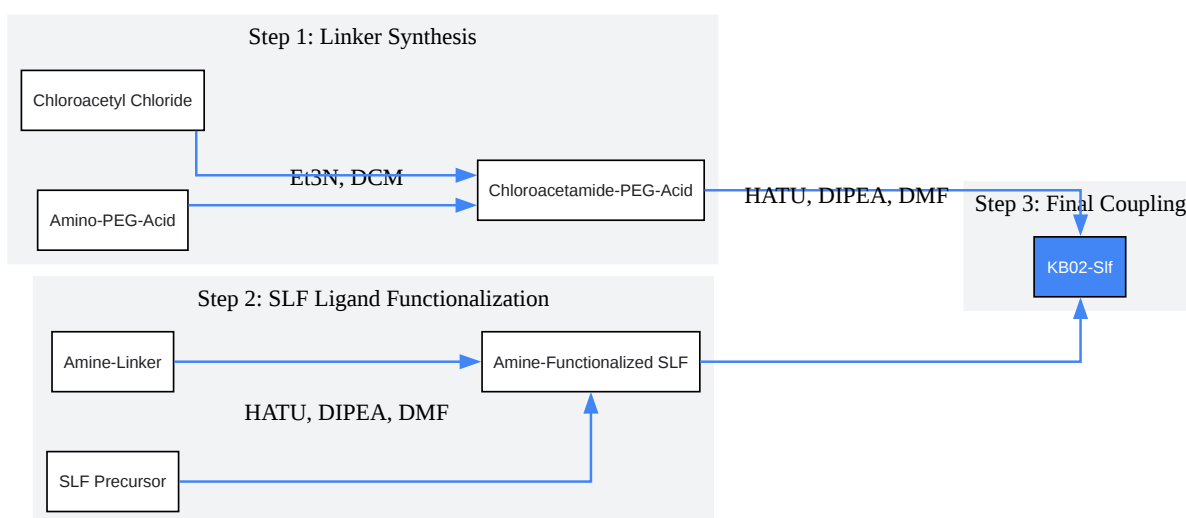 Step 1: Linker Synthesis
Chloroacetyl Chloride
Et3N, DCM
Amino-PEG-Acid
Chloroacetamide-PEG-Acid
HATU, DIPEA, DMF
Step 3: Final Coupling
KB02-Slf
Step 2: SLF Ligand Functionalization
Amine-Linker
Amine-Functionalized SLF
HATU, DIPEA, DMF
SLF Precursor